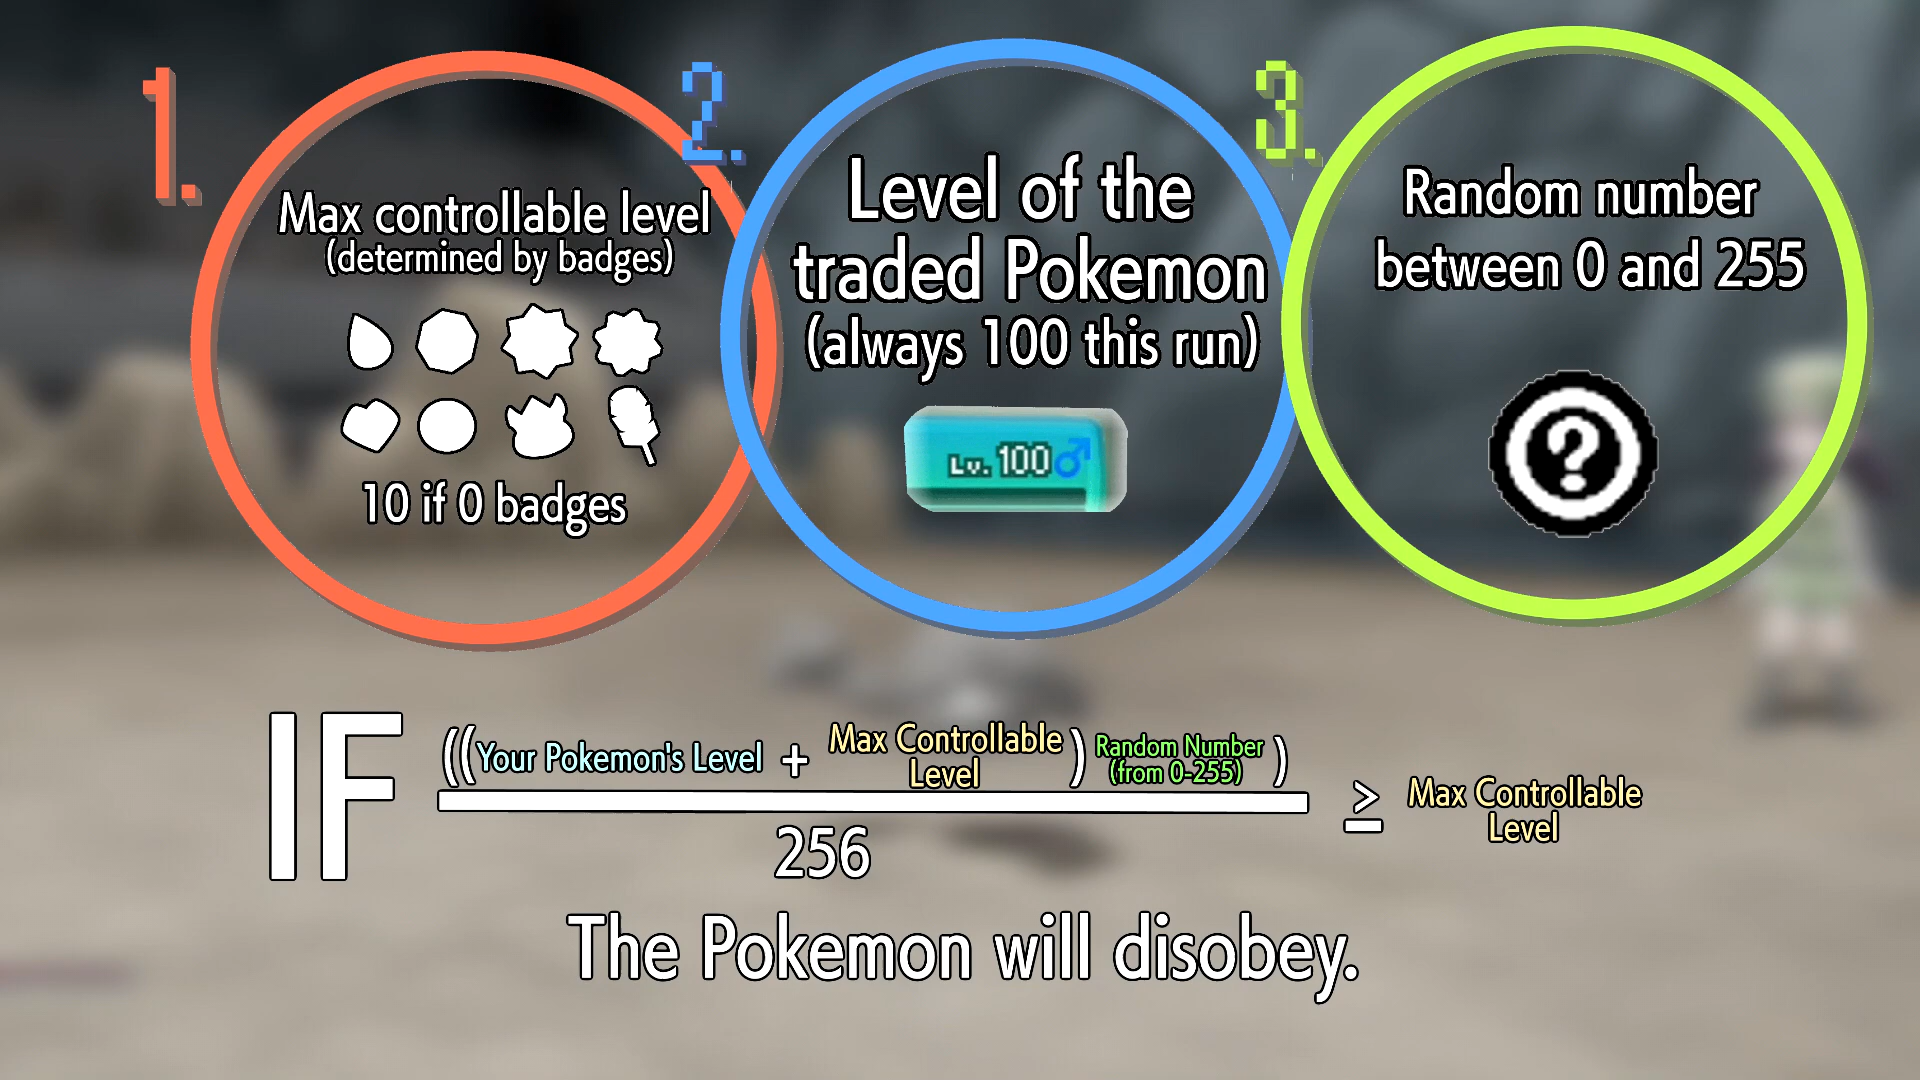 1.
Max controllable level
(determined by badges)
10 if 0 badges
2.
Level of the
traded Pokemon
(always 100 this run)
Lv. 100♂
3.
Random number
between 0 and 255
?
IF
((Your Pokemon's Level + Max Controllable Level) Random Number (from 0-255))
256
≥ Max Controllable
Level
The Pokemon will disobey.